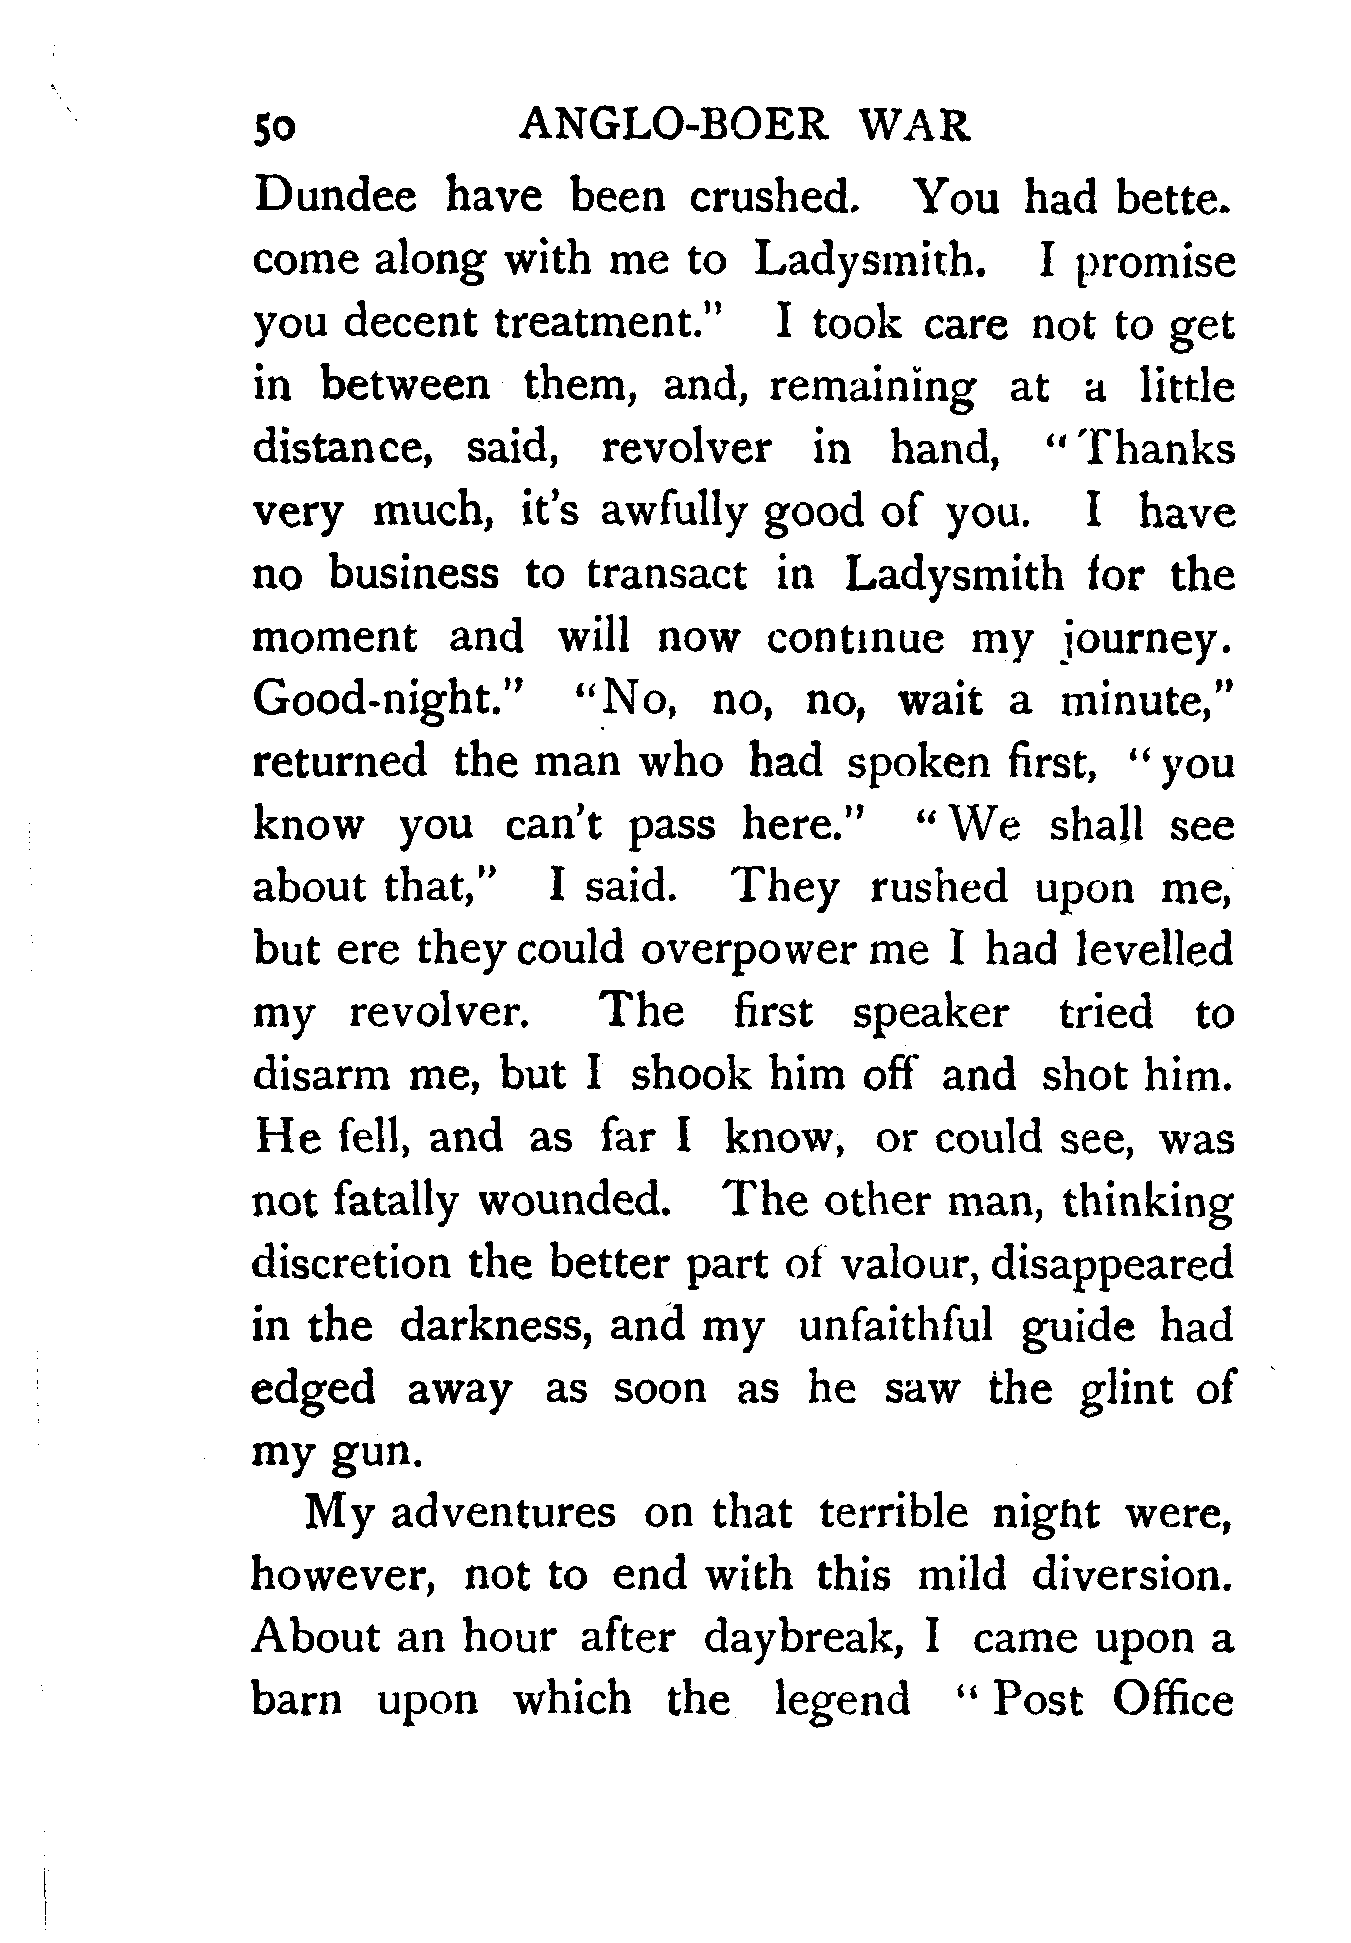 50 ANGLO-BOER WAR
Dundee have been crushed. You had bette.
come along with me to Ladysmith. I promise
you decent treatment." I took care not to get
in between them, and, remaining at a little
distance, said, revolver in hand, "Thanks
very much, it's awfully good of you. I have
no business to transact in Ladysmith for the
moment and will now continue my journey.
Good-night." "No, no, no, wait a minute,"
returned the man who had spoken first, "you
know you can't pass here." "We shall see
about that," I said. They rushed upon me,
but ere they could overpower me I had levelled
my revolver. The first speaker tried to
disarm me, but I shook him off and shot him.
He fell, and as far I know, or could see, was
not fatally wounded. The other man, thinking
discretion the better part of valour, disappeared
in the darkness, and my unfaithful guide had
edged away as soon as he saw the glint of
my gun.
My adventures on that terrible night were,
however, not to end with this mild diversion.
About an hour after daybreak, I came upon a
barn upon which the legend "Post Office